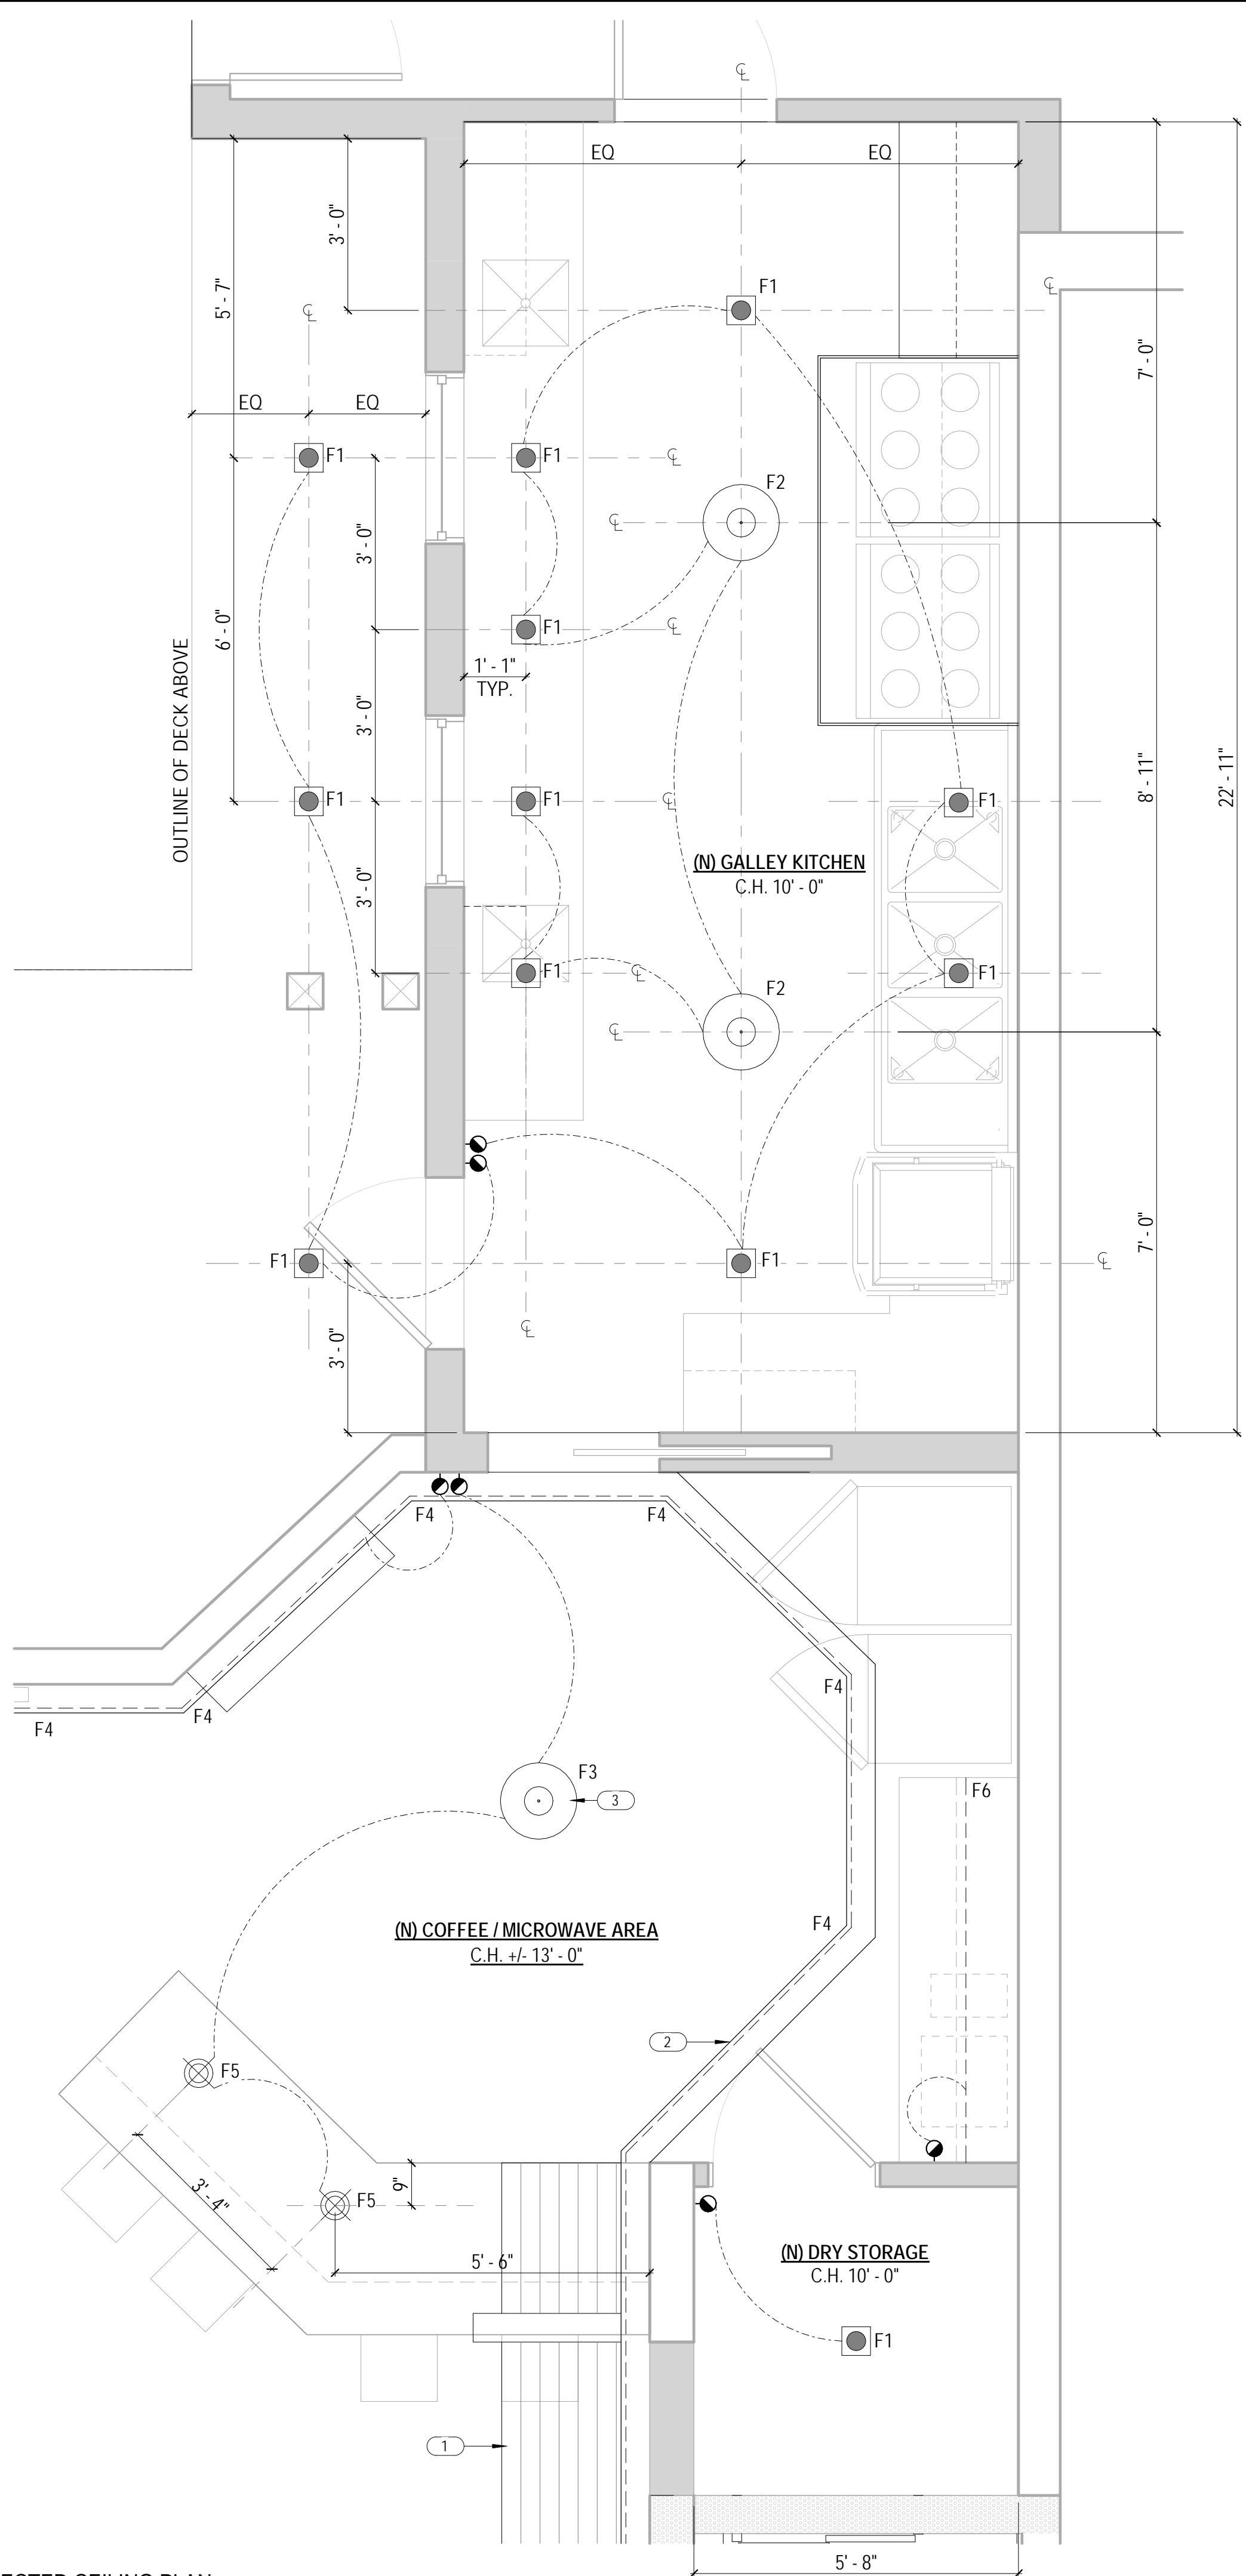 ℄
EQ
EQ
3' - 0"
5' - 7"
F1
℄
℄
7' - 0"
EQ
EQ
F1
F1
℄
F2
℄
3' - 0"
6' - 0"
F1
℄
1' - 1"
TYP.
OUTLINE OF DECK ABOVE
3' - 0"
8' - 11"
22' - 11"
F1
F1
℄
F1
(N) GALLEY KITCHEN
C.H. 10' - 0"
3' - 0"
F1
℄
F1
F2
℄
7' - 0"
F1
F1
℄
℄
3' - 0"
F4
F4
F4
F4
F4
F3
3
F6
F4
(N) COFFEE / MICROWAVE AREA
C.H. +/- 13' - 0"
2
F5
3' - 4"
9"
F5
5' - 6"
(N) DRY STORAGE
C.H. 10' - 0"
F1
1
5' - 8"